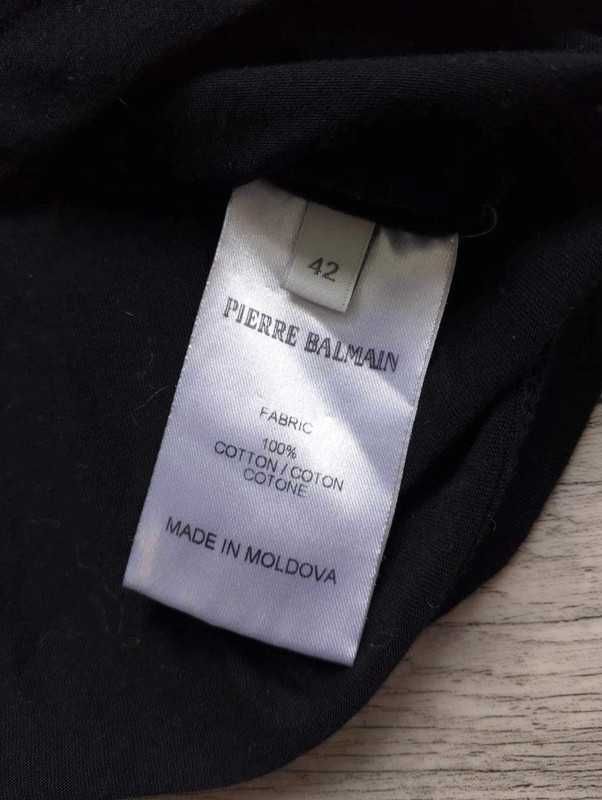 42
PIERRE BALMAIN
FABRIC
100%
COTTON / COTON
COTONE
MADE IN MOLDOVA